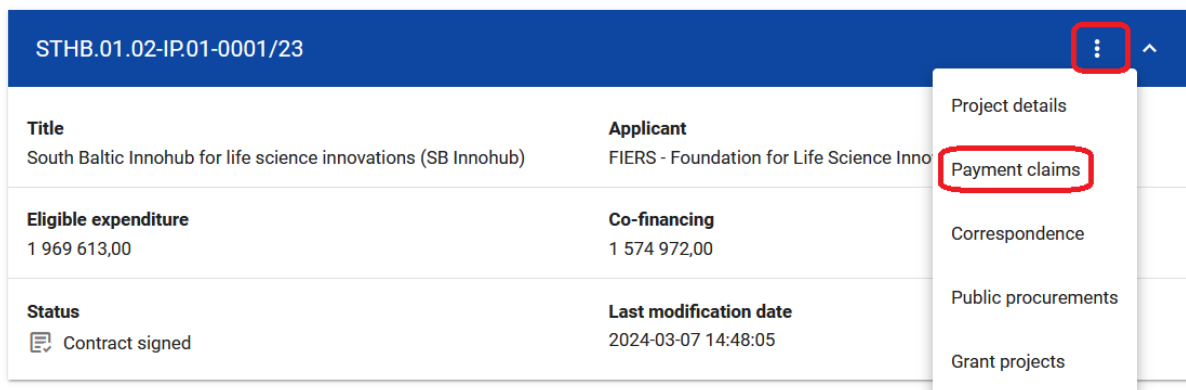 STHB.01.02-IP.01-0001/23
Project details
Title
Applicant
South Baltic Innohub for life science innovations (SB Innohub)
FIERS - Foundation for Life Science Inno
Payment claims
Eligible expenditure
Co-financing
1 969 613,00
1 574 972,00
Correspondence
Status
Last modification date
Contract signed
2024-03-07 14:48:05
Public procurements
Grant projects